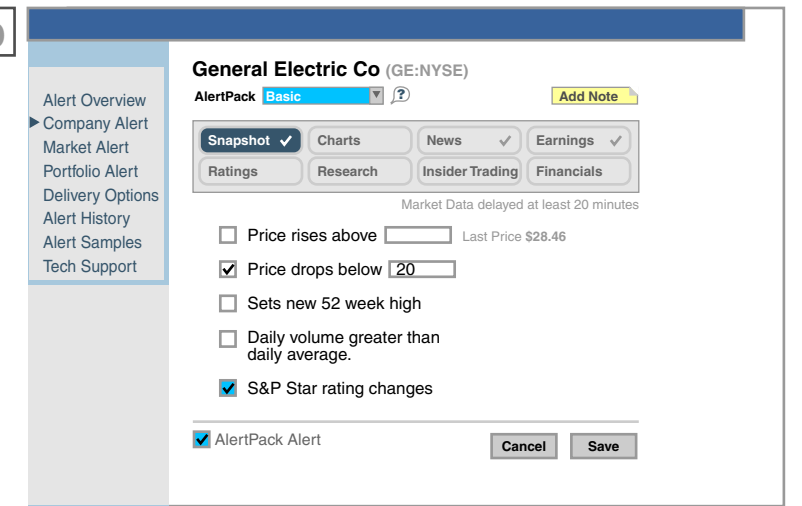 General Electric Co (GE:NYSE)
AlertPack Basic ?
Add Note
Alert Overview
Company Alert
Market Alert
Portfolio Alert
Delivery Options
Alert History
Alert Samples
Tech Support
Snapshot Charts News Earnings
Ratings Research Insider Trading Financials
Market Data delayed at least 20 minutes
Price rises above Last Price $28.46
Price drops below 20
Sets new 52 week high
Daily volume greater than
daily average.
S&P Star rating changes
AlertPack Alert
Cancel Save